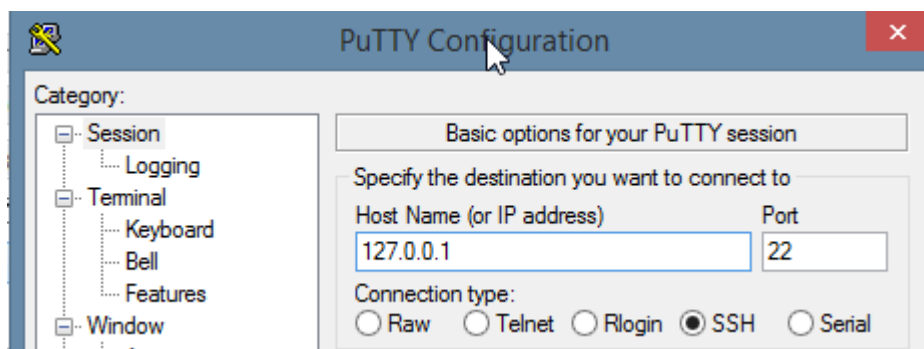 PuTTY Configuration
Category:
Session
Logging
Terminal
Keyboard
Bell
Features
Window
Basic options for your PuTTY session
Specify the destination you want to connect to
Host Name (or IP address) Port
127.0.0.1 22
Connection type:
Raw Telnet Rlogin SSH Serial